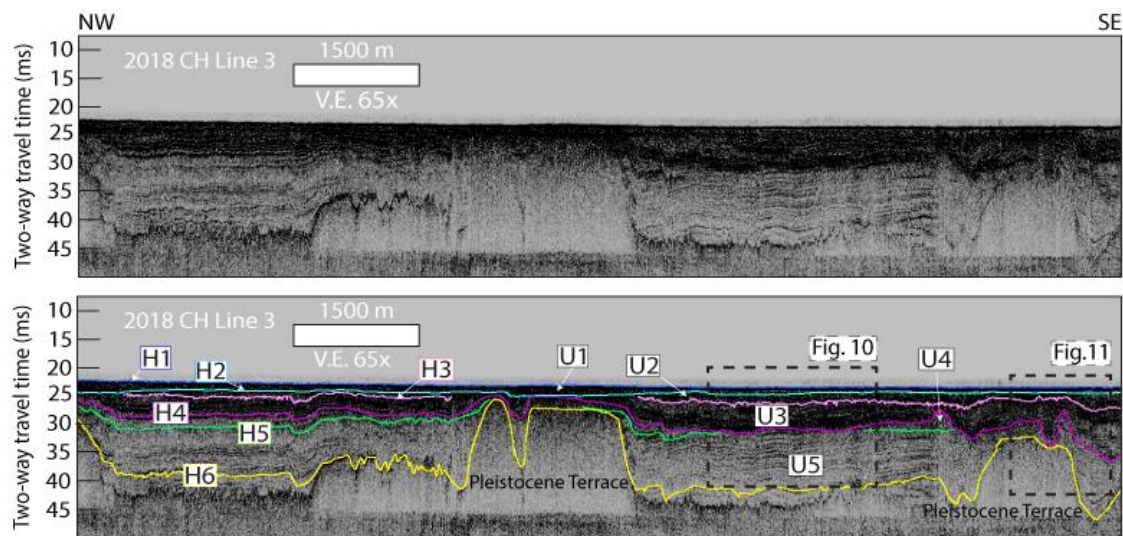 NW SE
Two-way travel time (ms)
10
15
20
25
30
35
40
45
2018 CH Line 3
1500 m
V.E. 65x
Two-way travel time (ms)
10
15
20
25
30
35
40
45
2018 CH Line 3
1500 m
V.E. 65x
H1
H2
H3
U1
U2
Fig. 10
U4
Fig.11
H4
H5
U3
H6
U5
Pleistocene Terrace
Pleistocene Terrace